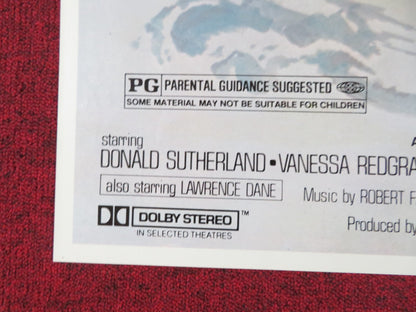 PG PARENTAL GUIDANCE SUGGESTED
SOME MATERIAL MAY NOT BE SUITABLE FOR CHILDREN
starring
DONALD SUTHERLAND • VANESSA REDGRA
also starring LAWRENCE DANE
Music by ROBERT F
DOLBY STEREO™
IN SELECTED THEATRES
Produced by